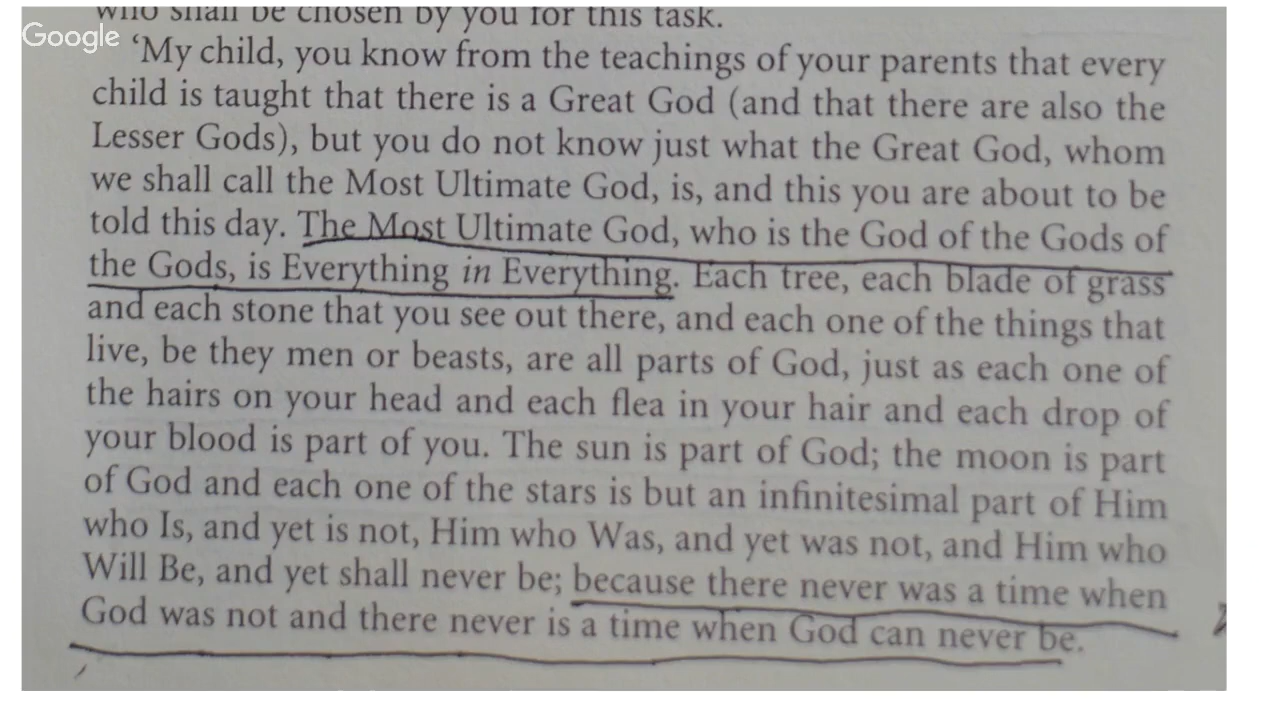 who shall be chosen by you for this task.
Google
‘My child, you know from the teachings of your parents that every
child is taught that there is a Great God (and that there are also the
Lesser Gods), but you do not know just what the Great God, whom
we shall call the Most Ultimate God, is, and this you are about to be
told this day. The Most Ultimate God, who is the God of the Gods of
the Gods, is Everything in Everything. Each tree, each blade of grass
and each stone that you see out there, and each one of the things that
live, be they men or beasts, are all parts of God, just as each one of
the hairs on your head and each flea in your hair and each drop of
your blood is part of you. The sun is part of God; the moon is part
of God and each one of the stars is but an infinitesimal part of Him
who Is, and yet is not, Him who Was, and yet was not, and Him who
Will Be, and yet shall never be; because there never was a time when
God was not and there never is a time when God can never be.